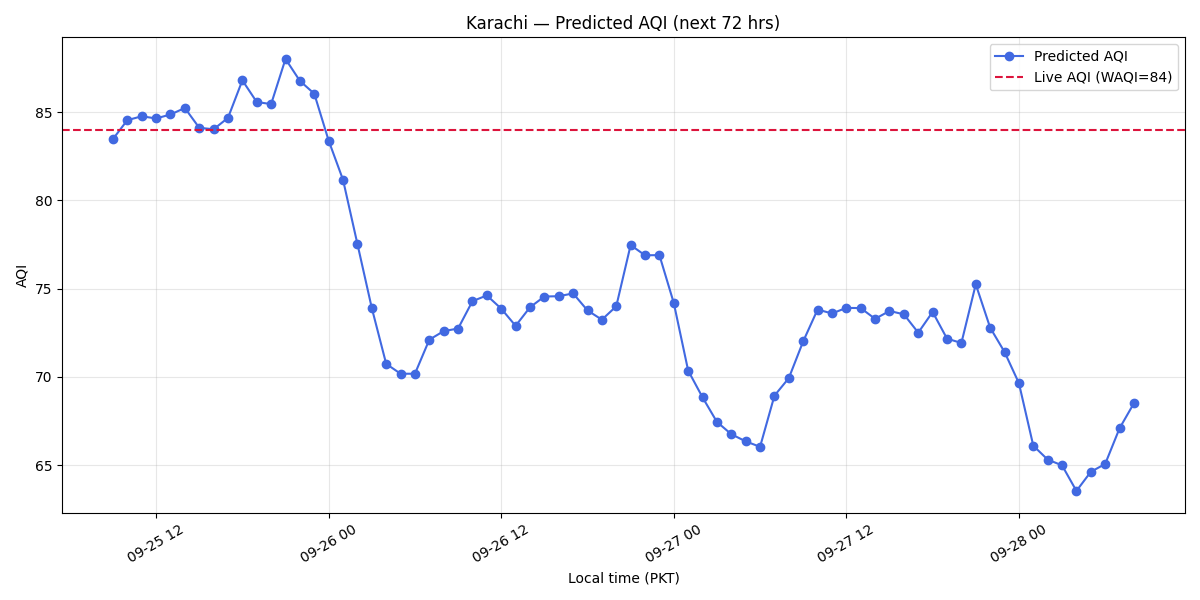 Karachi — Predicted AQI (next 72 hrs)
Predicted AQI
Live AQI (WAQI=84)
AQI
85
80
75
70
65
09-25 12
09-26 00
09-26 12
09-27 00
09-27 12
09-28 00
Local time (PKT)